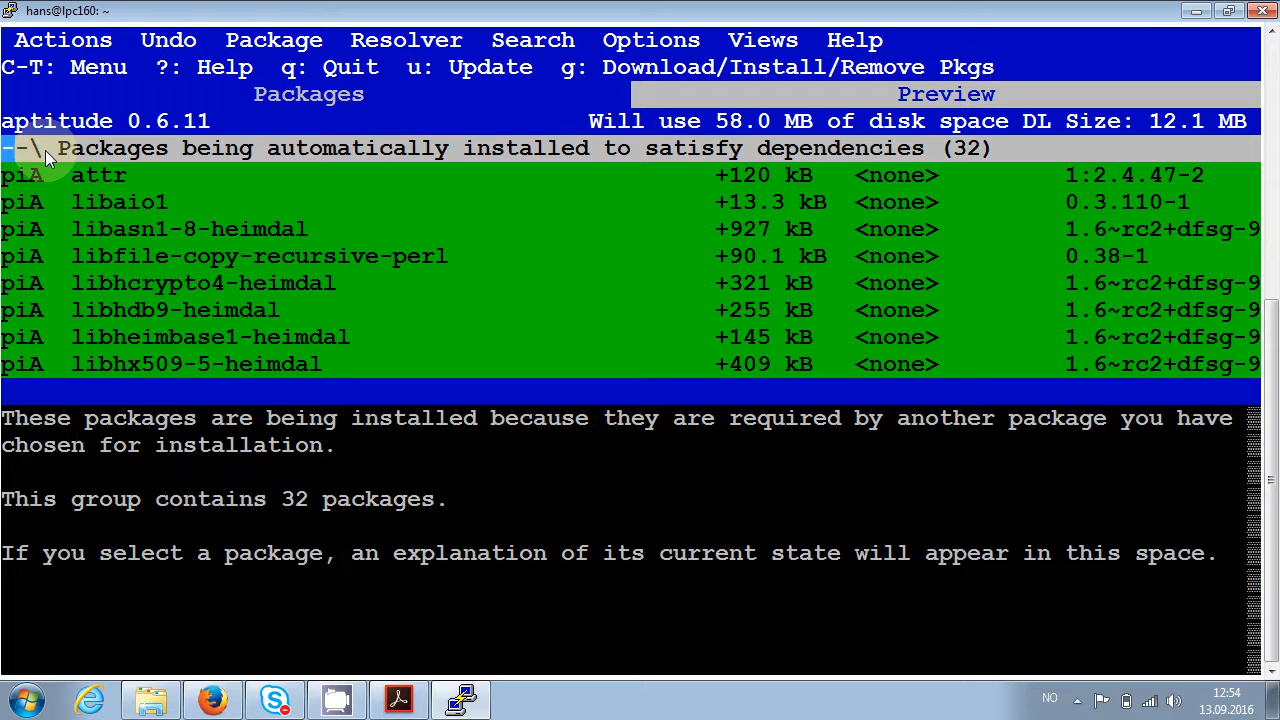 hans@lpc160: ~
Actions Undo Package Resolver Search Options Views Help
C-T: Menu ?: Help q: Quit u: Update g: Download/Install/Remove Pkgs
Packages Preview
aptitude 0.6.11 Will use 58.0 MB of disk space DL Size: 12.1 MB
--\ Packages being automatically installed to satisfy dependencies (32)
piA attr +120 kB <none> 1:2.4.47-2
piA libaio1 +13.3 kB <none> 0.3.110-1
piA libasn1-8-heimdal +927 kB <none> 1.6~rc2+dfsg-9
piA libfile-copy-recursive-perl +90.1 kB <none> 0.38-1
piA libhcrypto4-heimdal +321 kB <none> 1.6~rc2+dfsg-9
piA libhdb9-heimdal +255 kB <none> 1.6~rc2+dfsg-9
piA libheimbase1-heimdal +145 kB <none> 1.6~rc2+dfsg-9
piA libhx509-5-heimdal +409 kB <none> 1.6~rc2+dfsg-9
These packages are being installed because they are required by another package you have
chosen for installation.
This group contains 32 packages.
If you select a package, an explanation of its current state will appear in this space.
NO 12:54
13.09.2016